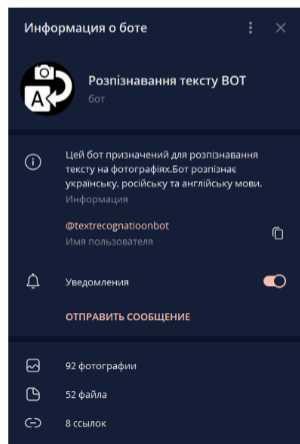 Информация о боте
A
Розпізнавання тексту BOT
бот
Цей бот призначений для розпізнавання
тексту на фотографіях.Бот розпізнає
українську, російську та англійську мови.
Информация
@textrecognatioonbot
Имя пользователя
Уведомления
ОТПРАВИТЬ СООБЩЕНИЕ
92 фотографии
52 файла
8 ссылок